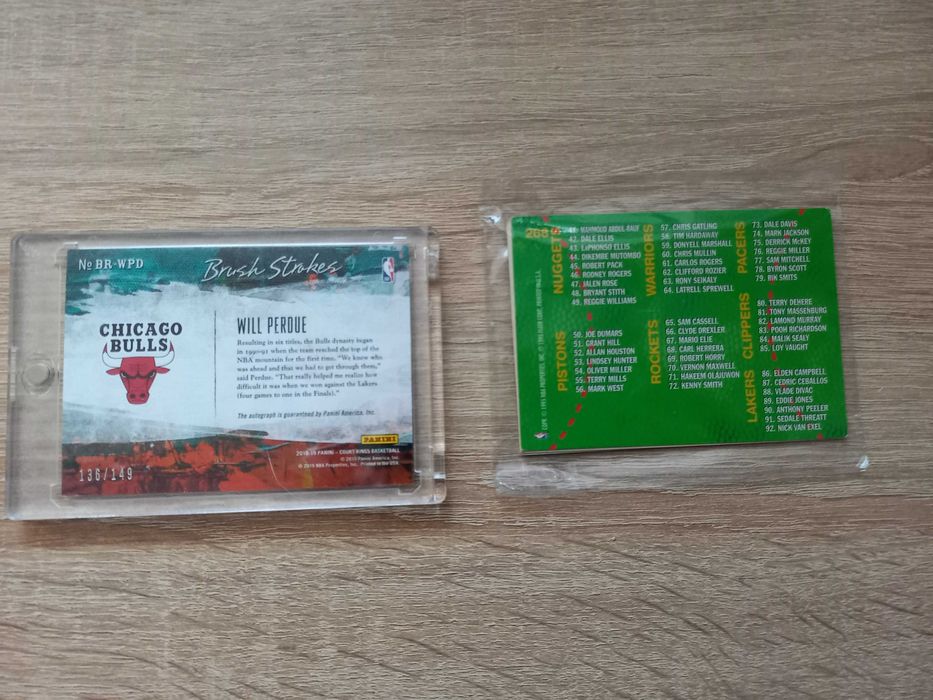 No BR-WPD
Brush Strokes
CHICAGO
BULLS
WILL PERDUE
Resulting in six titles, the Bulls dynasty began
in 1990-91 when the team reached the top of the
NBA mountain for the first time. "We knew who
was ahead and that we had to get through them,"
said Perdue. "That really helped me realize how
difficult it was when we won against the Lakers
(four games to one in the Finals)."
The autograph is guaranteed by Panini America, Inc.
PANINI
2018-19 PANINI - COURT KINGS BASKETBALL
© 2019 Panini America, Inc.
© 2019 NBA Properties, Inc. Printed in the USA
136/149
NUGGETS
41. MAHMOUD ABDUL-RAUF
42. DALE ELLIS
43. LaPHONSO ELLIS
44. DIKEMBE MUTOMBO
45. ROBERT PACK
46. RODNEY ROGERS
47. JALEN ROSE
48. BRYANT STITH
49. REGGIE WILLIAMS
PISTONS
50. JOE DUMARS
51. GRANT HILL
52. ALLAN HOUSTON
53. LINDSEY HUNTER
54. OLIVER MILLER
55. TERRY MILLS
56. MARK WEST
WARRIORS
57. CHRIS GATLING
58. TIM HARDAWAY
59. DONYELL MARSHALL
60. CHRIS MULLIN
61. CARLOS ROGERS
62. CLIFFORD ROZIER
63. RONY SEIKALY
64. LATRELL SPREWELL
ROCKETS
65. SAM CASSELL
66. CLYDE DREXLER
67. MARIO ELIE
68. CARL HERRERA
69. ROBERT HORRY
70. VERNON MAXWELL
71. HAKEEM OLAJUWON
72. KENNY SMITH
PACERS
73. DALE DAVIS
74. MARK JACKSON
75. DERRICK McKEY
76. REGGIE MILLER
77. SAM MITCHELL
78. BYRON SCOTT
79. RIK SMITS
CLIPPERS
80. TERRY DEHERE
81. TONY MASSENBURG
82. LAMOND MURRAY
83. POOH RICHARDSON
84. MALIK SEALY
85. LOY VAUGHT
LAKERS
86. ELDEN CAMPBELL
87. CEDRIC CEBALLOS
88. VLADE DIVAC
89. EDDIE JONES
90. ANTHONY PEELER
91. SEDALE THREATT
92. NICK VAN EXEL